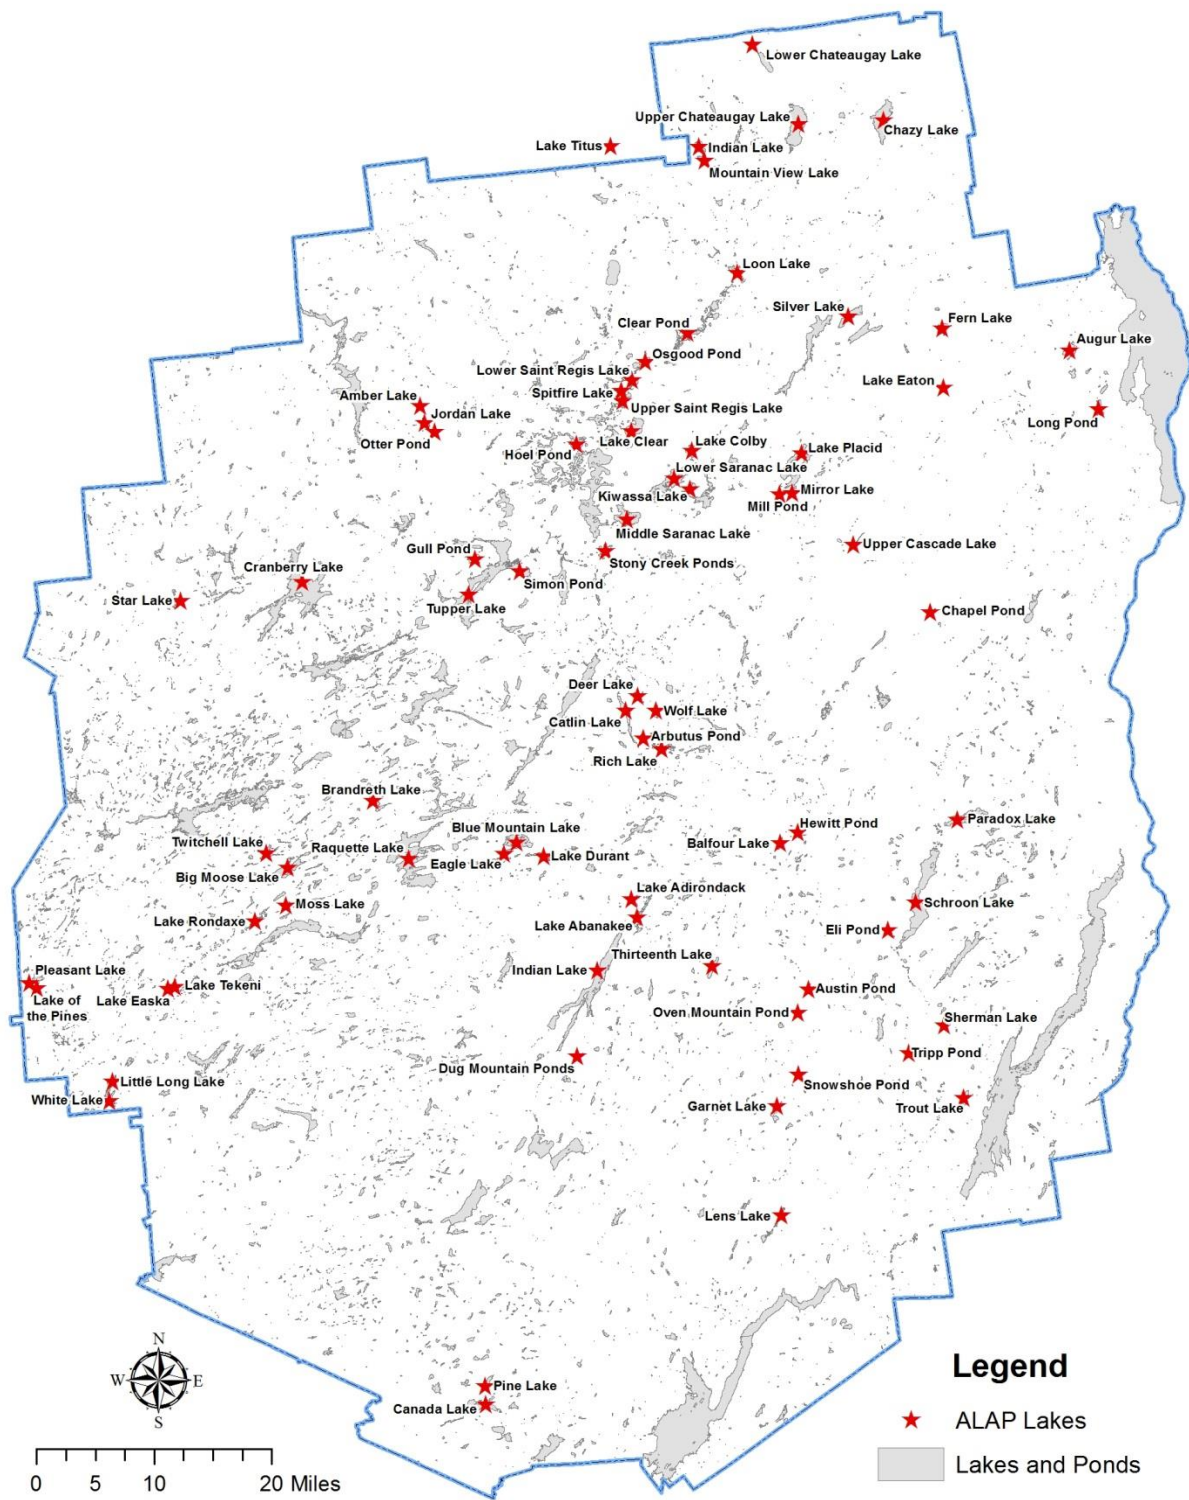 Lower Chateaugay Lake
Upper Chateaugay Lake
Chazy Lake
Lake Titus
Indian Lake
Mountain View Lake
Loon Lake
Silver Lake
Clear Pond
Fern Lake
Osgood Pond
Augur Lake
Lower Saint Regis Lake
Lake Eaton
Spitfire Lake
Amber Lake
Upper Saint Regis Lake
Jordan Lake
Long Pond
Otter Pond
Lake Clear
Lake Colby
Lake Placid
Hoel Pond
Lower Saranac Lake
Kiwassa Lake
Mirror Lake
Mill Pond
Middle Saranac Lake
Upper Cascade Lake
Gull Pond
Stony Creek Ponds
Cranberry Lake
Simon Pond
Star Lake
Tupper Lake
Chapel Pond
Deer Lake
Catlin Lake
Wolf Lake
Arbutus Pond
Rich Lake
Brandreth Lake
Paradox Lake
Blue Mountain Lake
Hewitt Pond
Twitchell Lake
Raquette Lake
Balfour Lake
Eagle Lake
Lake Durant
Big Moose Lake
Lake Adirondack
Moss Lake
Schroon Lake
Lake Rondaxe
Lake Abanakee
Eli Pond
Thirteenth Lake
Pleasant Lake
Indian Lake
Lake Tekeni
Lake of
the Pines
Lake Easka
Austin Pond
Oven Mountain Pond
Sherman Lake
Tripp Pond
Dug Mountain Ponds
Little Long Lake
Snowshoe Pond
White Lake
Garnet Lake
Trout Lake
Lens Lake
N
W
E
S
Pine Lake
Canada Lake
Legend
ALAP Lakes
Lakes and Ponds
0 5 10 20 Miles